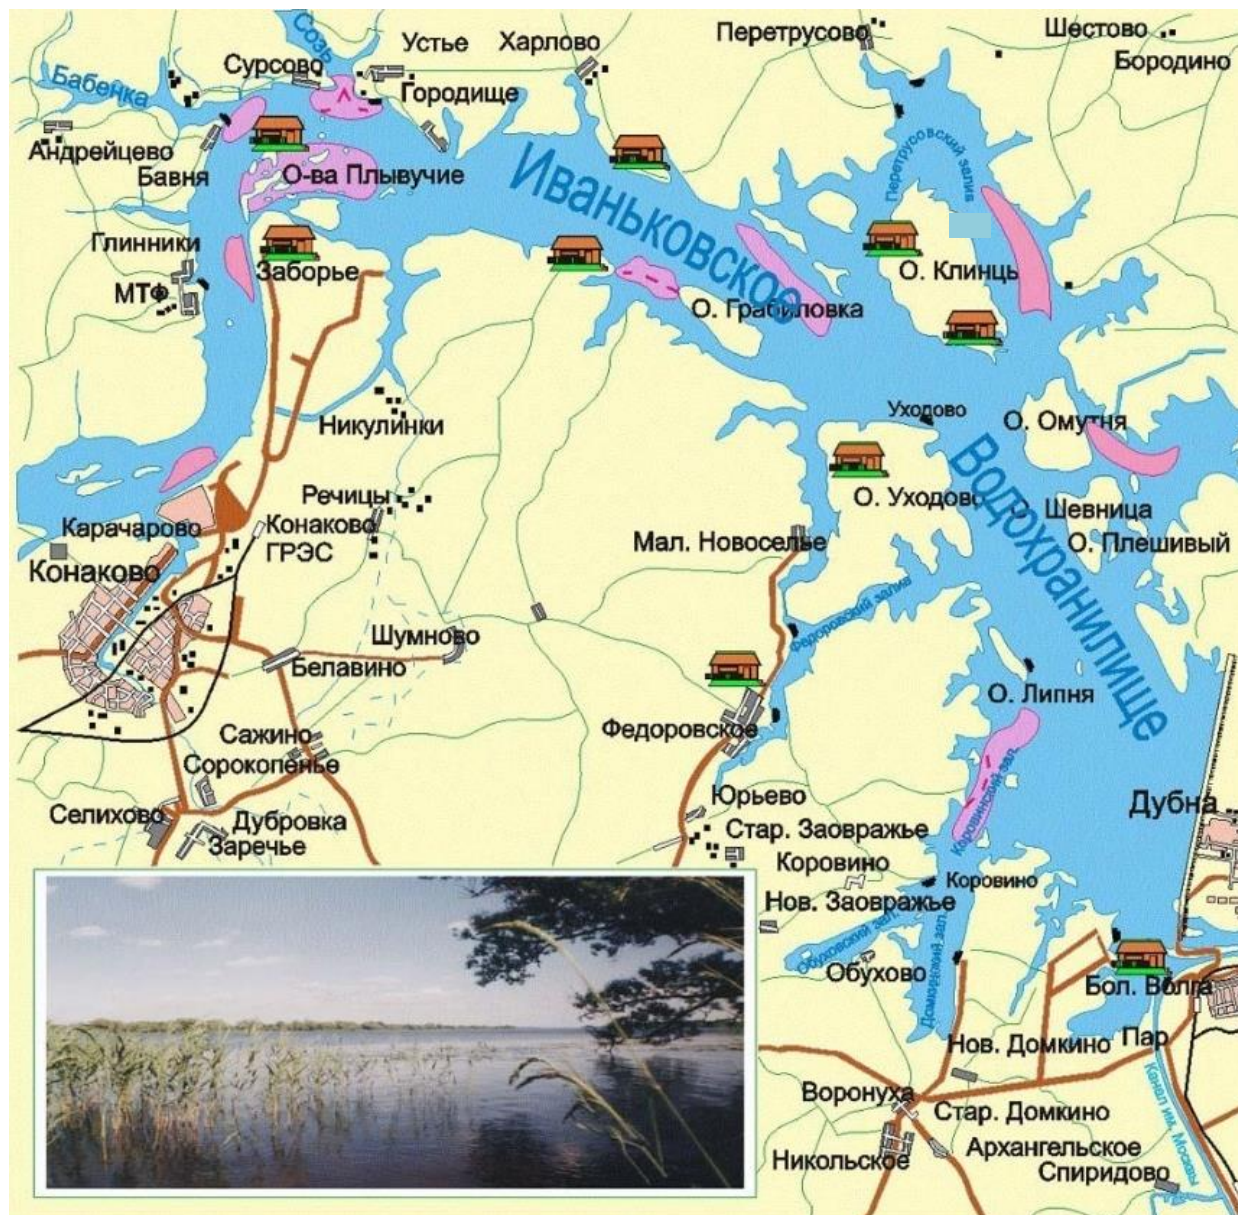 Созь
Устье
Харлово
Перетрусово
Шестово
Сурсово
Бородино
Бабенка
Городище
Андрейцево
Бавня
О-ва Плывучие
Иваньковское
Перетрусовский залив
Глинники
Заборье
О. Клинць
МТФ
О. Грабиловка
Никулинки
Уходово
О. Омутня
Водохранилище
Речицы
О. Уходово
О. Шевница
Карачарово
Конаково
ГРЭС
Мал. Новоселье
О. Плешивый
Конаково
Федоровский залив
Шумново
Белавино
О. Липня
Федоровское
Сажино
Сорокопенье
Коровинский зал.
Юрьево
Дубна
Селихово
Дубровка
Стар. Заовражье
Заречье
Коровино
Коровино
Нов. Заовражье
Обуховский зал.
Обухово
Домкинский зал.
Бол. Волга
Нов. Домкино
Пар
Воронуха
Стар. Домкино
Канал им. Москвы
Архангельское
Никольское
Спиридово